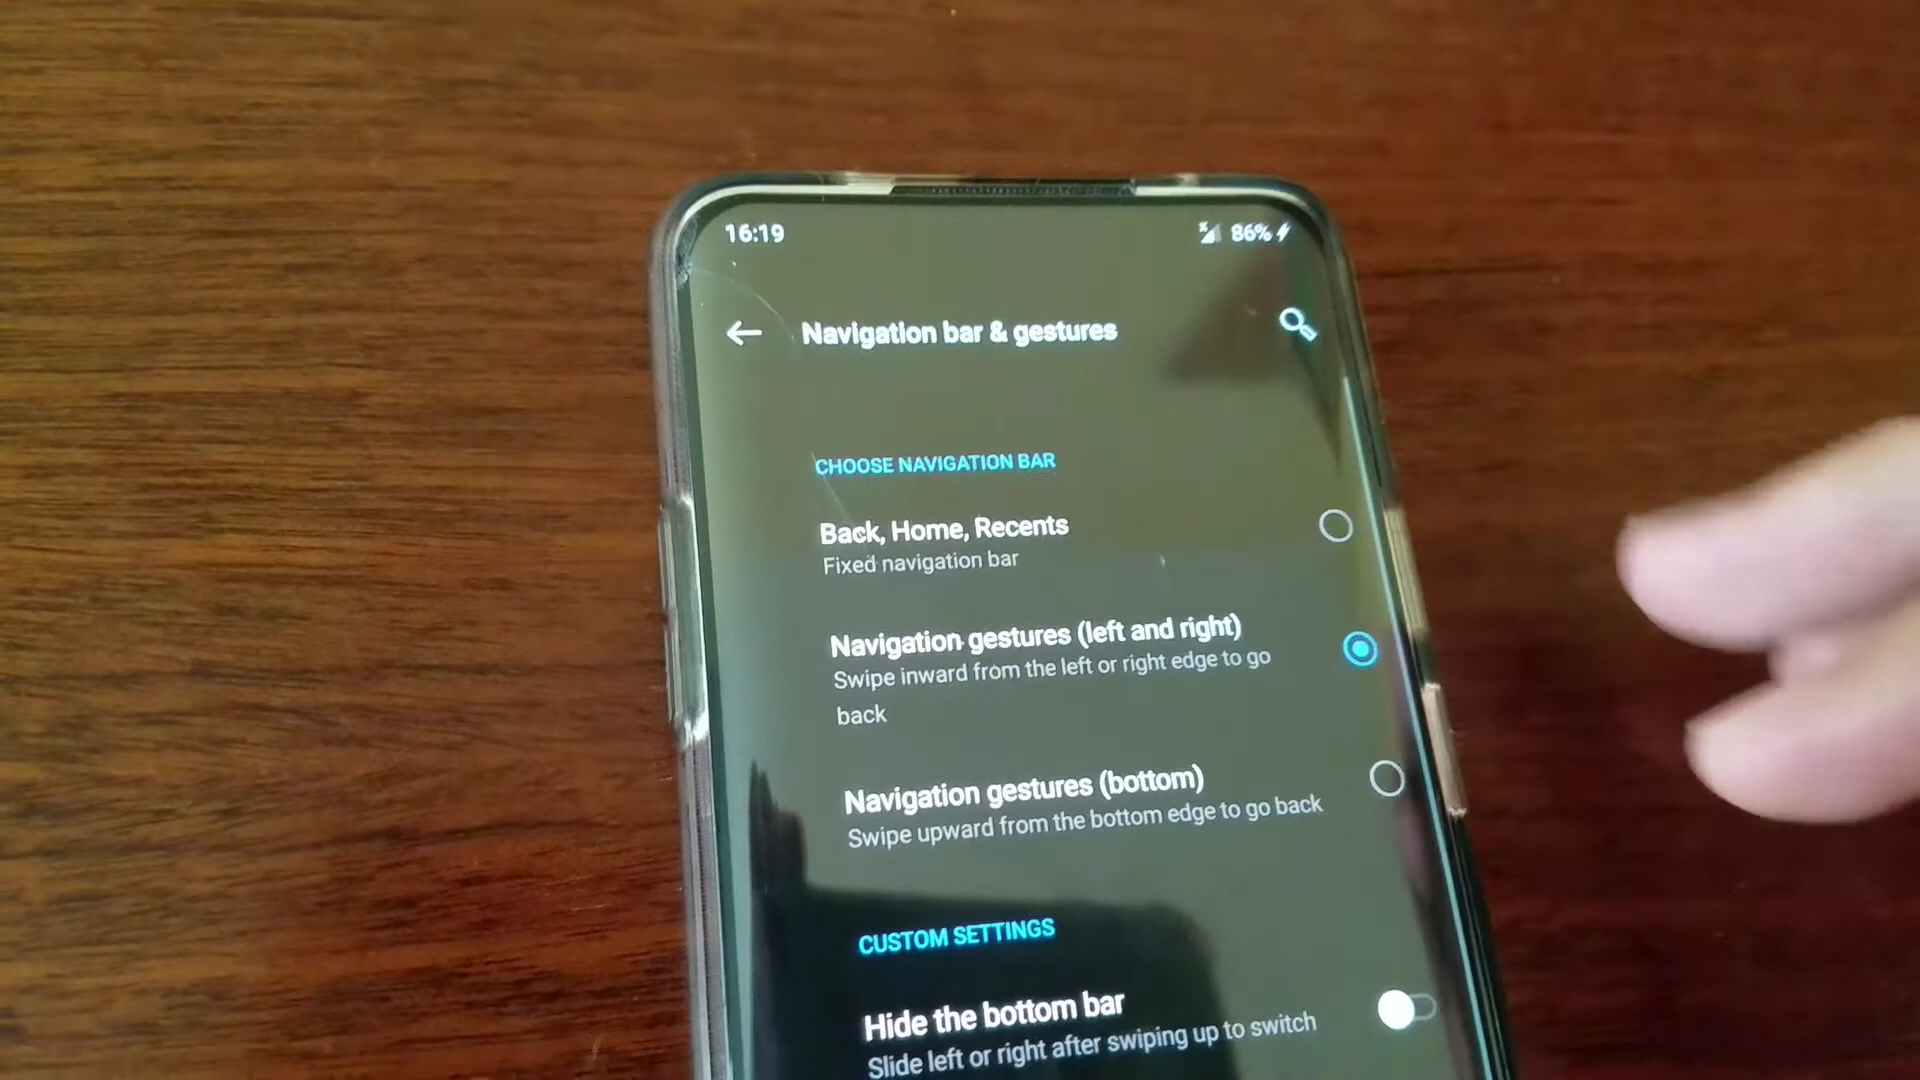 16:19
86%
Navigation bar & gestures
CHOOSE NAVIGATION BAR
Back, Home, Recents
Fixed navigation bar
Navigation gestures (left and right)
Swipe inward from the left or right edge to go
back
Navigation gestures (bottom)
Swipe upward from the bottom edge to go back
CUSTOM SETTINGS
Hide the bottom bar
Slide left or right after swiping up to switch